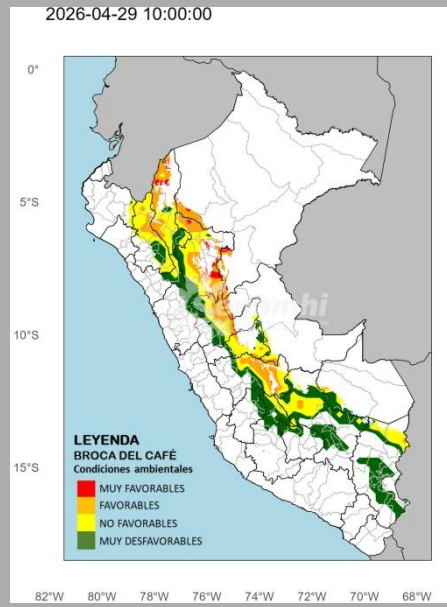 2026-04-29 10:00:00
0°
5°S
10°S
15°S
senamhi
LEYENDA
BROCA DEL CAFÉ
Condiciones ambientales
MUY FAVORABLES
FAVORABLES
NO FAVORABLES
MUY DESFAVORABLES
82°W 80°W 78°W 76°W 74°W 72°W 70°W 68°W